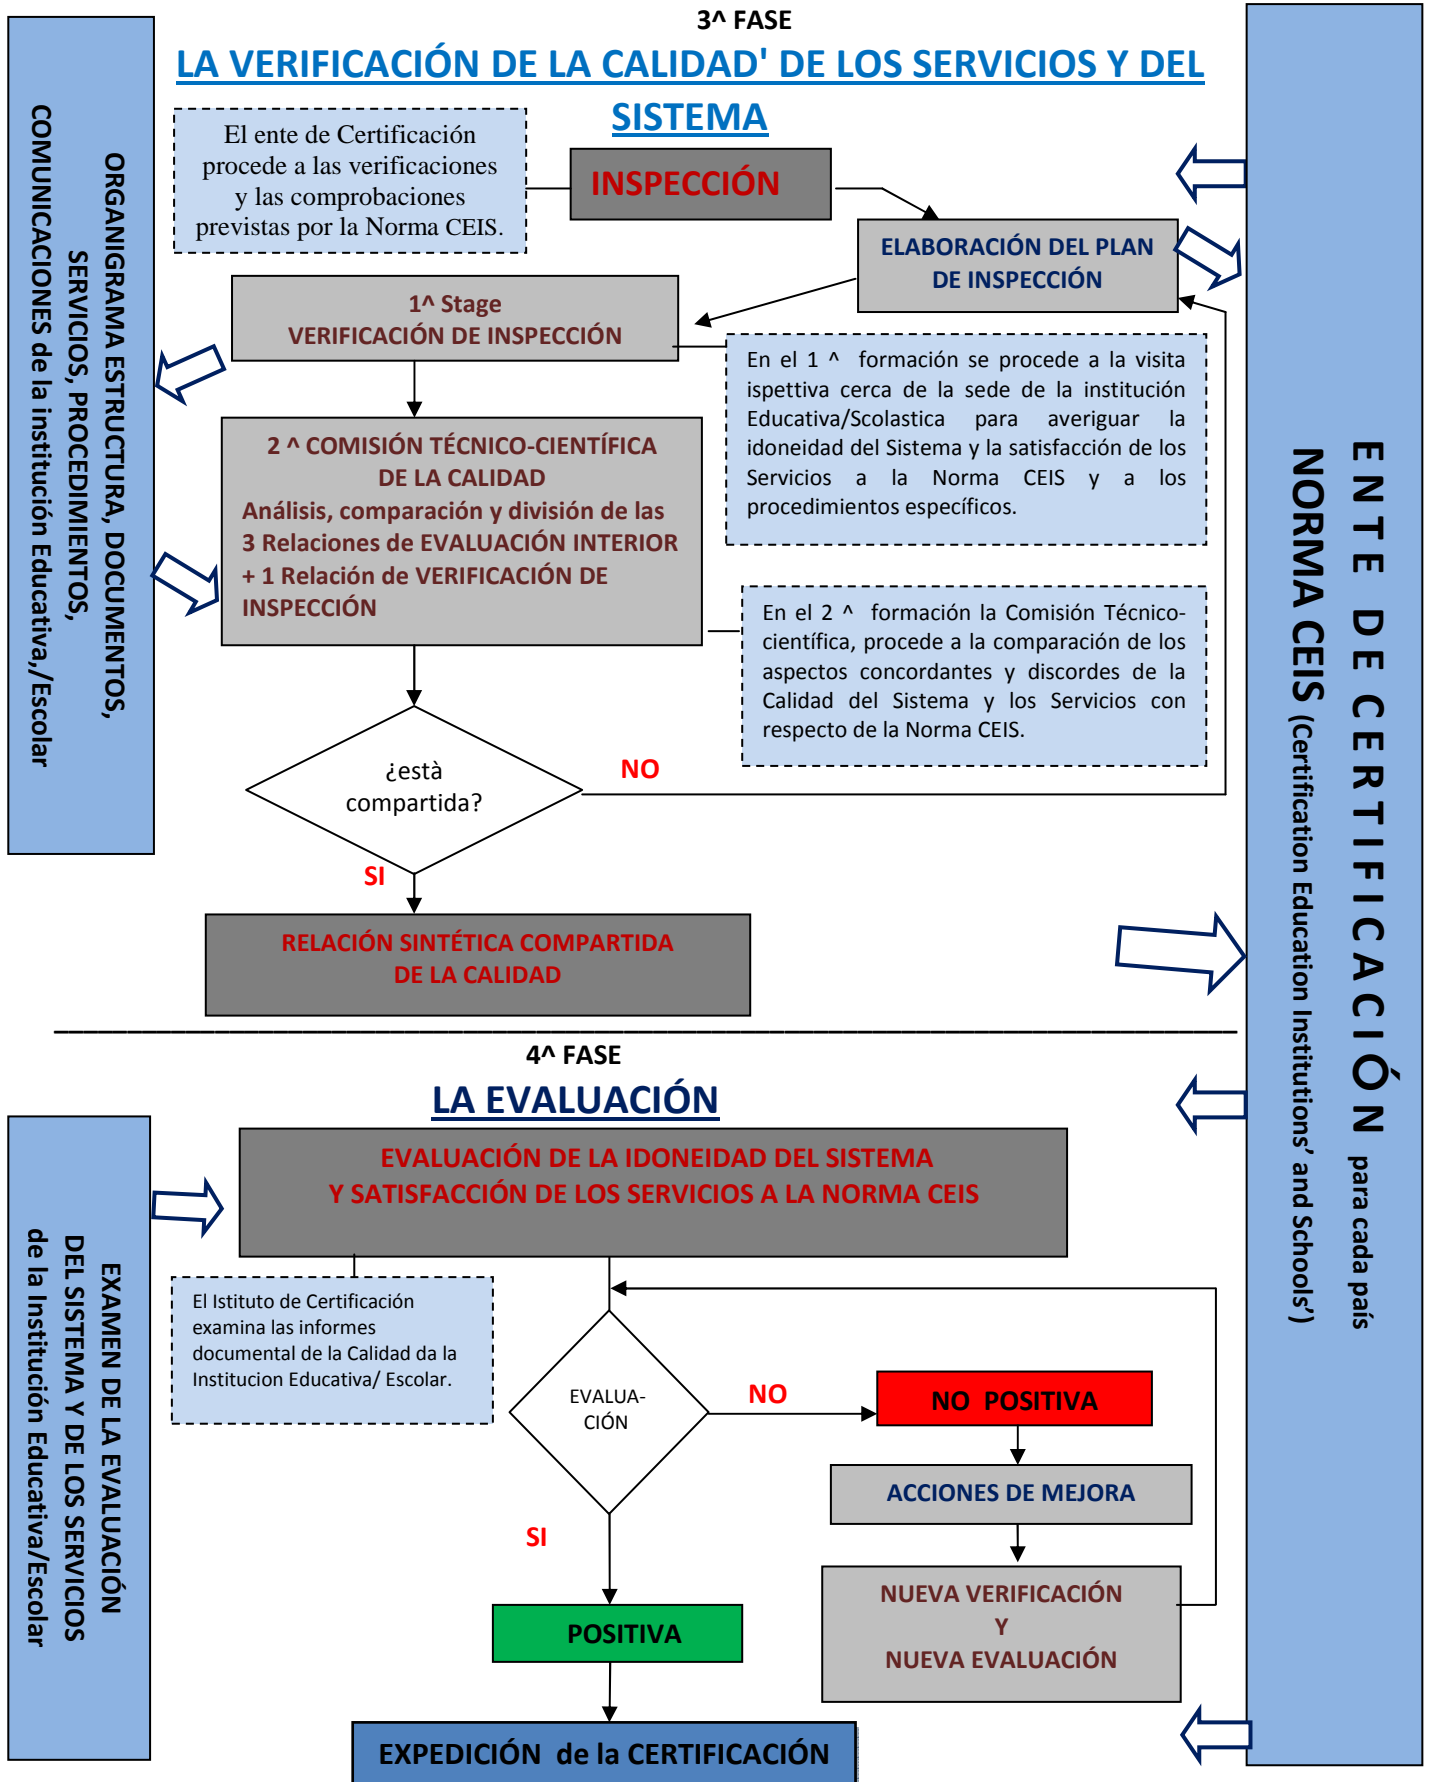 3^ FASE
LA VERIFICACIÓN DE LA CALIDAD' DE LOS SERVICIOS Y DEL
SISTEMA
ORGANIGRAMA ESTRUCTURA, DOCUMENTOS,
SERVICIOS, PROCEDIMIENTOS,
COMUNICACIONES de la institución Educativa,/Escolar
El ente de Certificación
procede a las verificaciones
y las comprobaciones
previstas por la Norma CEIS.
INSPECCIÓN
ELABORACIÓN DEL PLAN
DE INSPECCIÓN
1^ Stage
VERIFICACIÓN DE INSPECCIÓN
En el 1 ^ formación se procede a la visita
ispettiva cerca de la sede de la institución
Educativa/Scolastica para averiguar la
idoneidad del Sistema y la satisfacción de los
Servicios a la Norma CEIS y a los
procedimientos específicos.
2 ^ COMISIÓN TÉCNICO-CIENTÍFICA
DE LA CALIDAD
Análisis, comparación y división de las
3 Relaciones de EVALUACIÓN INTERIOR
+ 1 Relación de VERIFICACIÓN DE
INSPECCIÓN
En el 2 ^ formación la Comisión Técnico-
científica, procede a la comparación de los
aspectos concordantes y discordes de la
Calidad del Sistema y los Servicios con
respecto de la Norma CEIS.
¿està
compartida?
NO
SI
RELACIÓN SINTÉTICA COMPARTIDA
DE LA CALIDAD
ENTE DE CERTIFICACIÓN para cada país
NORMA CEIS (Certification Education Institutions' and Schools')
4^ FASE
LA EVALUACIÓN
EXAMEN DE LA EVALUACIÓN
DEL SISTEMA Y DE LOS SERVICIOS
de la Institución Educativa/Escolar
EVALUACIÓN DE LA IDONEIDAD DEL SISTEMA
Y SATISFACCIÓN DE LOS SERVICIOS A LA NORMA CEIS
El Istituto de Certificación
examina las informes
documental de la Calidad da la
Institucion Educativa/ Escolar.
EVALUA-
CIÓN
NO
NO POSITIVA
ACCIONES DE MEJORA
SI
NUEVA VERIFICACIÓN
Y
NUEVA EVALUACIÓN
POSITIVA
EXPEDICIÓN de la CERTIFICACIÓN